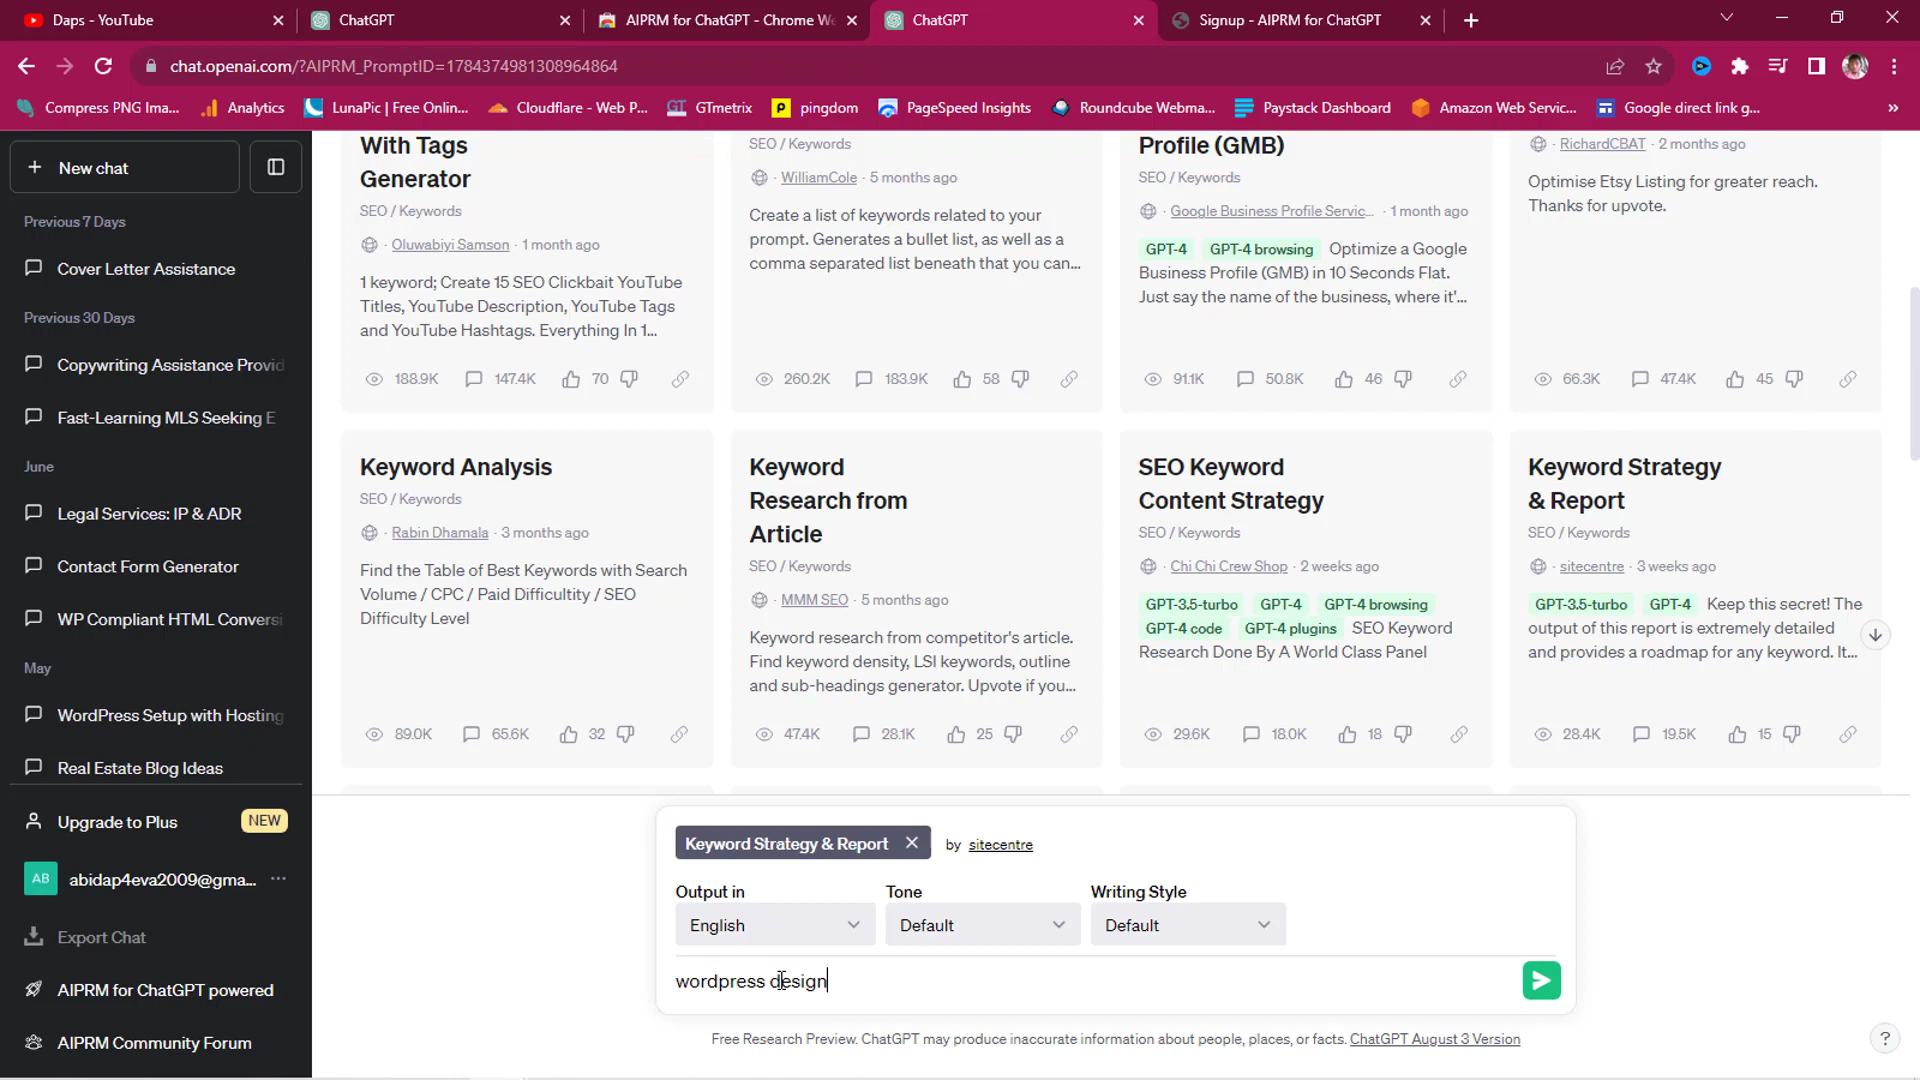 Daps - YouTube
ChatGPT
AIPRM for ChatGPT - Chrome We
ChatGPT
Signup - AIPRM for ChatGPT
chat.openai.com/?AIPRM_PromptID=1784374981308964864
Compress PNG Ima...
Analytics
LunaPic | Free Onlin...
Cloudflare - Web P...
GTmetrix
pingdom
PageSpeed Insights
Roundcube Webma...
Paystack Dashboard
Amazon Web Servic...
Google direct link g...
New chat
Previous 7 Days
Cover Letter Assistance
Previous 30 Days
Copywriting Assistance Provid
Fast-Learning MLS Seeking E
June
Legal Services: IP & ADR
Contact Form Generator
WP Compliant HTML Conversi
May
WordPress Setup with Hosting
Real Estate Blog Ideas
Upgrade to Plus NEW
AB abidap4eva2009@gma... ...
Export Chat
AIPRM for ChatGPT powered
AIPRM Community Forum
With Tags
Generator
SEO / Keywords
· Oluwabiyi Samson · 1 month ago
1 keyword; Create 15 SEO Clickbait YouTube
Titles, YouTube Description, YouTube Tags
and YouTube Hashtags. Everything In 1...
188.9K 147.4K 70
SEO / Keywords
· WilliamCole · 5 months ago
Create a list of keywords related to your
prompt. Generates a bullet list, as well as a
comma separated list beneath that you can...
260.2K 183.9K 58
Profile (GMB)
SEO / Keywords
· Google Business Profile Servic... · 1 month ago
GPT-4 GPT-4 browsing Optimize a Google
Business Profile (GMB) in 10 Seconds Flat.
Just say the name of the business, where it'...
91.1K 50.8K 46
· RichardCBAT · 2 months ago
Optimise Etsy Listing for greater reach.
Thanks for upvote.
66.3K 47.4K 45
Keyword Analysis
SEO / Keywords
· Rabin Dhamala · 3 months ago
Find the Table of Best Keywords with Search
Volume / CPC / Paid Difficultity / SEO
Difficulty Level
89.0K 65.6K 32
Keyword
Research from
Article
SEO / Keywords
· MMM SEO · 5 months ago
Keyword research from competitor's article.
Find keyword density, LSI keywords, outline
and sub-headings generator. Upvote if you...
47.4K 28.1K 25
SEO Keyword
Content Strategy
SEO / Keywords
· Chi Chi Crew Shop · 2 weeks ago
GPT-3.5-turbo GPT-4 GPT-4 browsing
GPT-4 code GPT-4 plugins SEO Keyword
Research Done By A World Class Panel
29.6K 18.0K 18
Keyword Strategy
& Report
SEO / Keywords
· sitecentre · 3 weeks ago
GPT-3.5-turbo GPT-4 Keep this secret! The
output of this report is extremely detailed
and provides a roadmap for any keyword. It...
28.4K 19.5K 15
Keyword Strategy & Report by sitecentre
Output in Tone Writing Style
English Default Default
wordpress design
Free Research Preview. ChatGPT may produce inaccurate information about people, places, or facts. ChatGPT August 3 Version
?